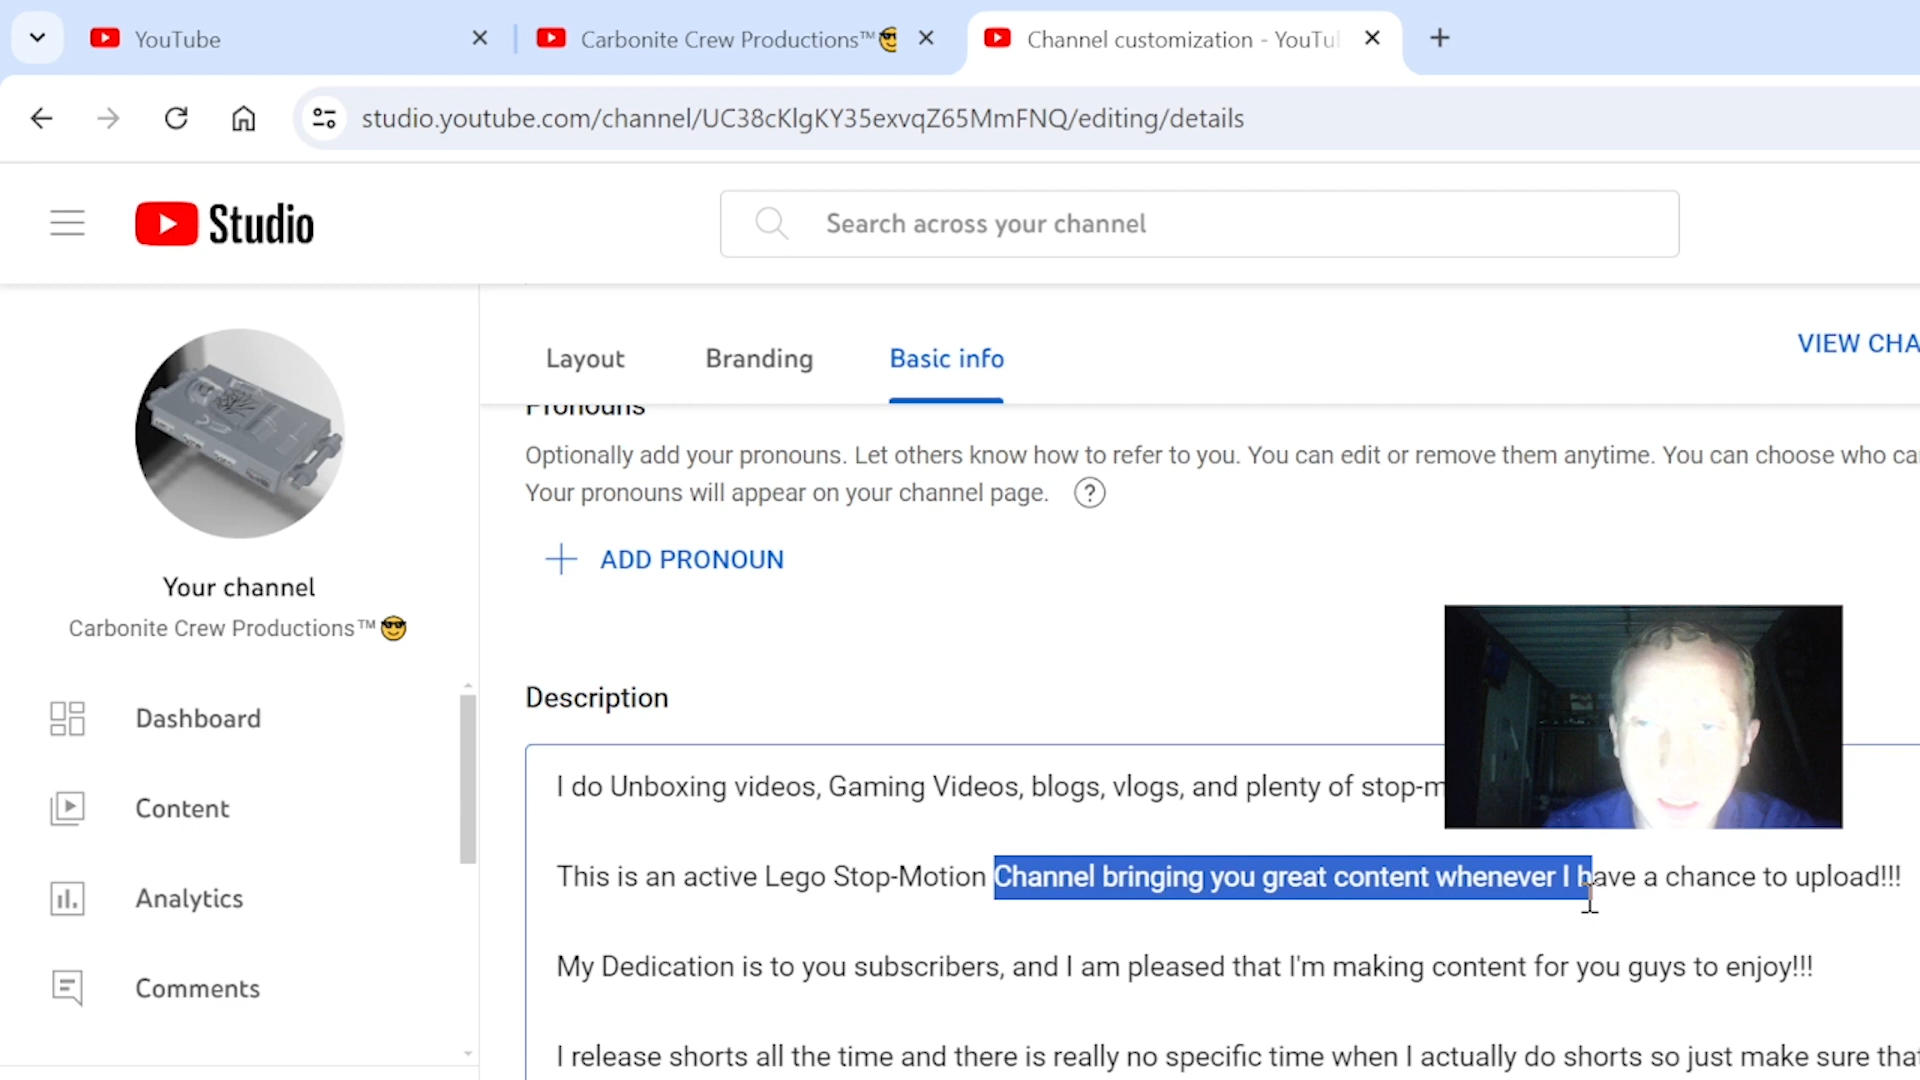 YouTube
Carbonite Crew Productions™😎
Channel customization - YouTu
studio.youtube.com/channel/UC38cKlgKY35exvqZ65MmFNQ/editing/details
Studio
Search across your channel
Layout Branding Basic info
VIEW CHA
Pronouns
Optionally add your pronouns. Let others know how to refer to you. You can edit or remove them anytime. You can choose who ca
Your pronouns will appear on your channel page. ?
ADD PRONOUN
Your channel
Carbonite Crew Productions™😎
Description
Dashboard
Content
Analytics
Comments
I do Unboxing videos, Gaming Videos, blogs, vlogs, and plenty of stop-m
This is an active Lego Stop-Motion Channel bringing you great content whenever I have a chance to upload!!!
My Dedication is to you subscribers, and I am pleased that I'm making content for you guys to enjoy!!!
I release shorts all the time and there is really no specific time when I actually do shorts so just make sure that